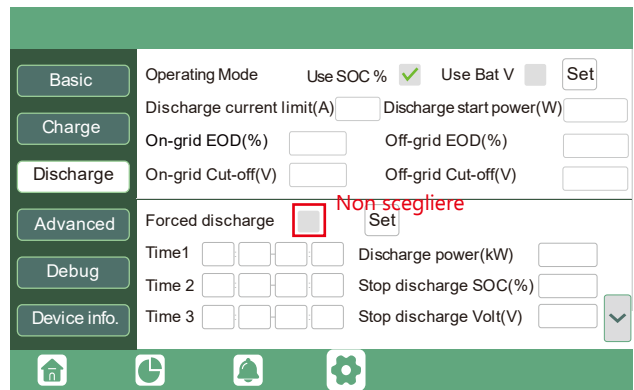 Basic
Charge
Discharge
Advanced
Debug
Device info.
Operating Mode Use SOC % Use Bat V Set
Discharge current limit(A) Discharge start power(W)
On-grid EOD(%) Off-grid EOD(%)
On-grid Cut-off(V) Off-grid Cut-off(V)
Non scegliere
Forced discharge Set
Time1 : - : Discharge power(kW)
Time 2 : - : Stop discharge SOC(%)
Time 3 : - : Stop discharge Volt(V)